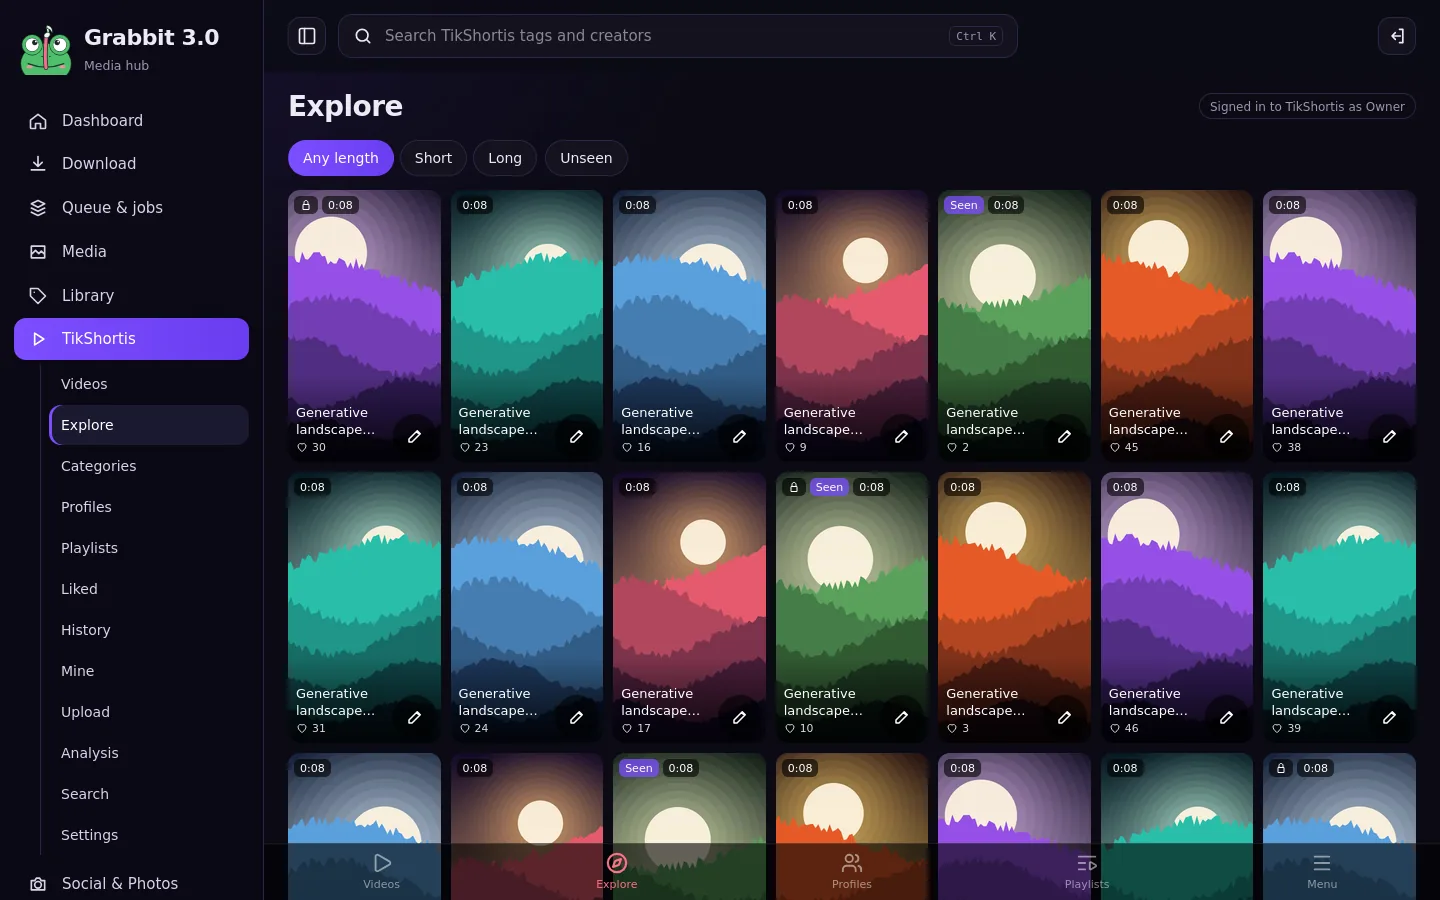 Grabbit 3.0
Media hub
Search TikShortis tags and creators
Ctrl K
Dashboard
Download
Queue & jobs
Media
Library
TikShortis
Videos
Explore
Categories
Profiles
Playlists
Liked
History
Mine
Upload
Analysis
Search
Settings
Social & Photos
Explore
Signed in to TikShortis as Owner
Any length
Short
Long
Unseen
0:08
0:08
0:08
0:08
Seen 0:08
0:08
0:08
Generative landscape...
30
Generative landscape...
23
Generative landscape...
16
Generative landscape...
9
Generative landscape...
2
Generative landscape...
45
Generative landscape...
38
0:08
0:08
0:08
Seen 0:08
0:08
0:08
0:08
Generative landscape...
31
Generative landscape...
24
Generative landscape...
17
Generative landscape...
10
Generative landscape...
3
Generative landscape...
46
Generative landscape...
39
0:08
0:08
Seen 0:08
0:08
0:08
0:08
0:08
Videos
Explore
Profiles
Playlists
Menu